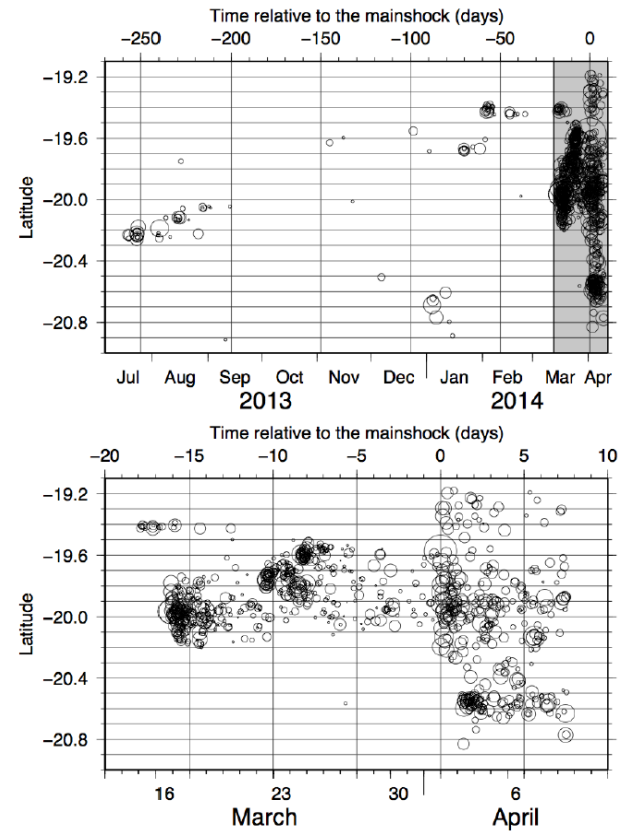 Time relative to the mainshock (days)
−250 −200 −150 −100 −50 0
−19.2
−19.6
−20.0
−20.4
−20.8
Latitude
Jul Aug Sep Oct Nov Dec Jan Feb Mar Apr
2013 2014
Time relative to the mainshock (days)
−20 −15 −10 −5 0 5 10
−19.2
−19.6
−20.0
−20.4
−20.8
Latitude
16 23 30 6
March April